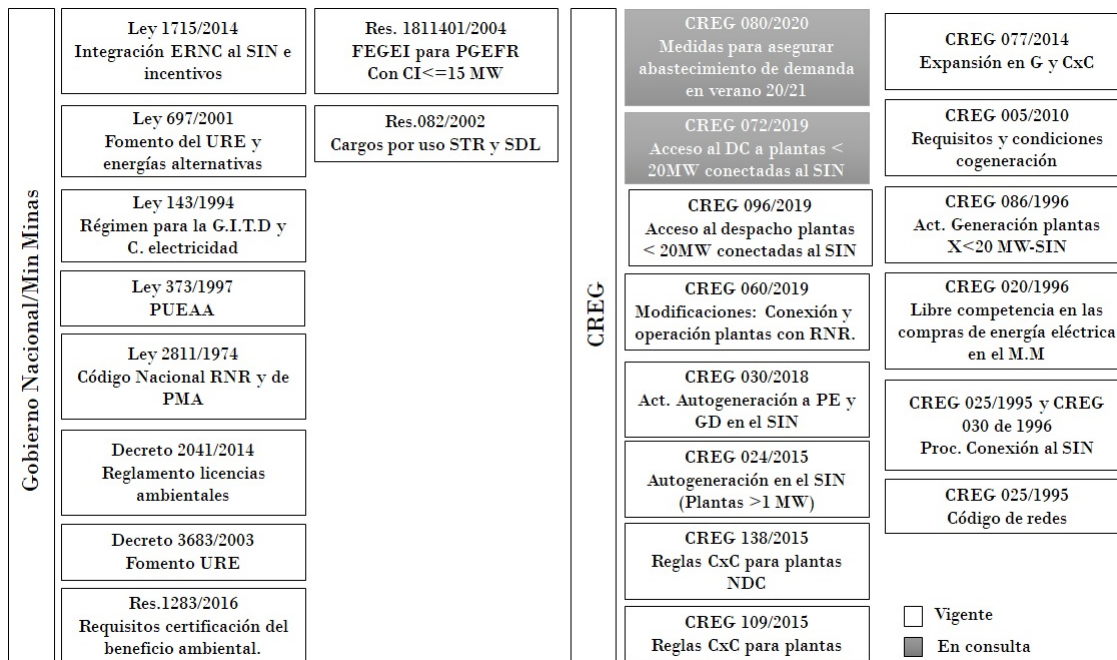 Gobierno Nacional/Min Minas
Ley 1715/2014
Integración ERNC al SIN e
incentivos
Ley 697/2001
Fomento del URE y
energías alternativas
Ley 143/1994
Régimen para la G.I.T.D y
C. electricidad
Ley 373/1997
PUEAA
Ley 2811/1974
Código Nacional RNR y de
PMA
Decreto 2041/2014
Reglamento licencias
ambientales
Decreto 3683/2003
Fomento URE
Res.1283/2016
Requisitos certificación del
beneficio ambiental.
Res. 1811401/2004
FEGEI para PGEFR
Con CI<=15 MW
Res.082/2002
Cargos por uso STR y SDL
CREG
CREG 080/2020
Medidas para asegurar
abastecimiento de demanda
en verano 20/21
CREG 072/2019
Acceso al DC a plantas <
20MW conectadas al SIN
CREG 096/2019
Acceso al despacho plantas
< 20MW conectadas al SIN
CREG 060/2019
Modificaciones: Conexión y
operación plantas con RNR.
CREG 030/2018
Act. Autogeneración a PE y
GD en el SIN
CREG 024/2015
Autogeneración en el SIN
(Plantas >1 MW)
CREG 138/2015
Reglas CxC para plantas
NDC
CREG 109/2015
Reglas CxC para plantas
CREG 077/2014
Expansión en G y CxC
CREG 005/2010
Requisitos y condiciones
cogeneración
CREG 086/1996
Act. Generación plantas
X<20 MW-SIN
CREG 020/1996
Libre competencia en las
compras de energía eléctrica
en el M.M
CREG 025/1995 y CREG
030 de 1996
Proc. Conexión al SIN
CREG 025/1995
Código de redes
Vigente
En consulta